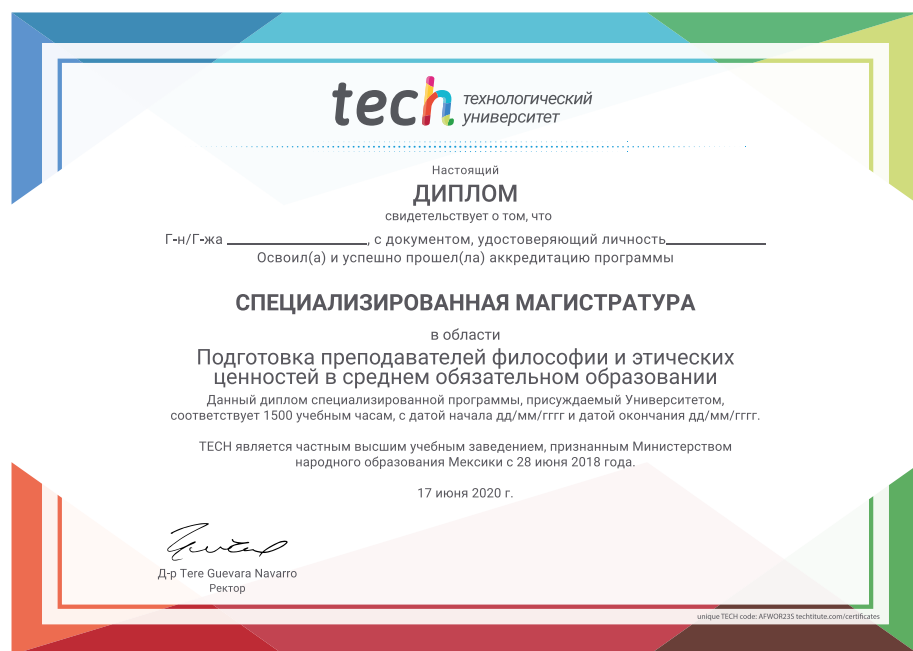 tech технологический
университет
Настоящий
ДИПЛОМ
свидетельствует о том, что
Г-н/Г-жа ____________________, с документом, удостоверяющий личность______________
Освоил(а) и успешно прошел(ла) аккредитацию программы
СПЕЦИАЛИЗИРОВАННАЯ МАГИСТРАТУРА
в области
Подготовка преподавателей философии и этических
ценностей в среднем обязательном образовании
Данный диплом специализированной программы, присуждаемый Университетом,
соответствует 1500 учебным часам, с датой начала дд/мм/гггг и датой окончания дд/мм/гггг.
TECH является частным высшим учебным заведением, признанным Министерством
народного образования Мексики с 28 июня 2018 года.
17 июня 2020 г.
Д-р Tere Guevara Navarro
Ректор
unique TECH code: AFWOR23S techtitute.com/certificates